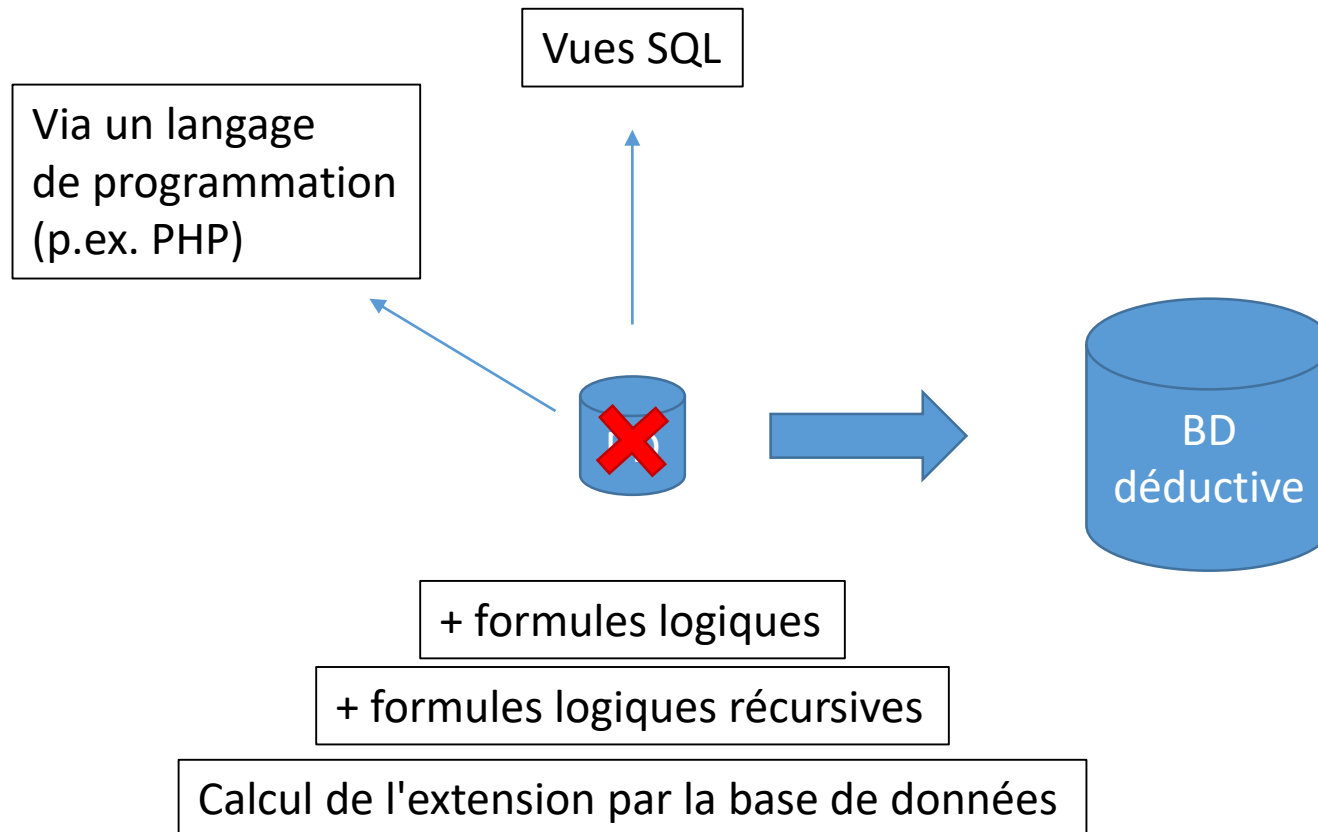 Vues SQL
Via un langage
de programmation
(p.ex. PHP)
BD
déductive
+ formules logiques
+ formules logiques récursives
Calcul de l'extension par la base de données